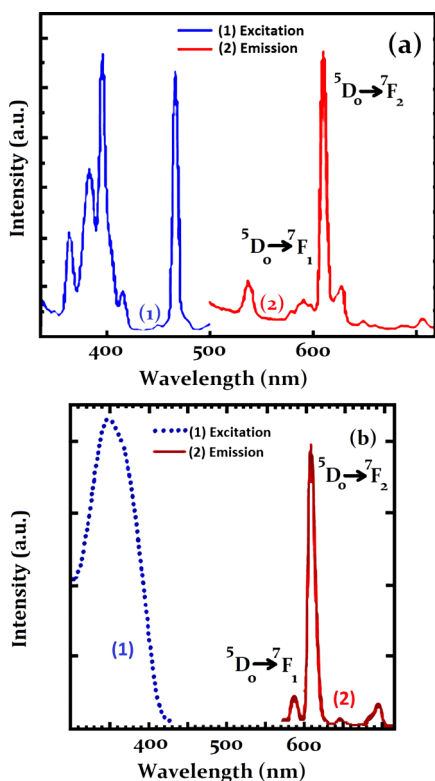 (1) Excitation
(2) Emission
(a)
⁵D₀→⁷F₂
⁵D₀→⁷F₁
(1)
(2)
Intensity (a.u.)
400
500
600
Wavelength (nm)
(1) Excitation
(2) Emission
(b)
⁵D₀→⁷F₂
(1)
⁵D₀→⁷F₁
(2)
Intensity (a.u.)
400
500
600
Wavelength (nm)